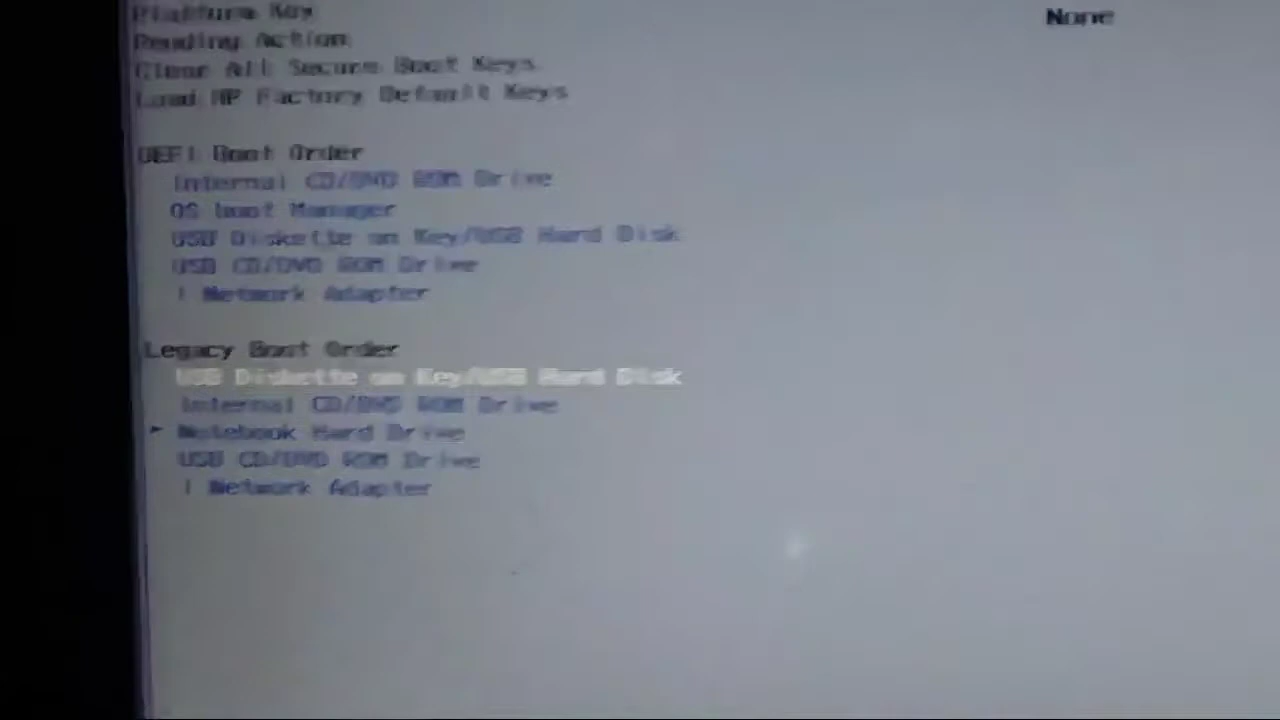 Platform Key
None
Pending Action
Clear All Secure Boot Keys
Load HP Factory Default Keys
UEFI Boot Order
Internal CD/DVD ROM Drive
OS boot Manager
USB Diskette on Key/USB Hard Disk
USB CD/DVD ROM Drive
! Network Adapter
Legacy Boot Order
USB Diskette on Key/USB Hard Disk
Internal CD/DVD ROM Drive
► Notebook Hard Drive
USB CD/DVD ROM Drive
! Network Adapter